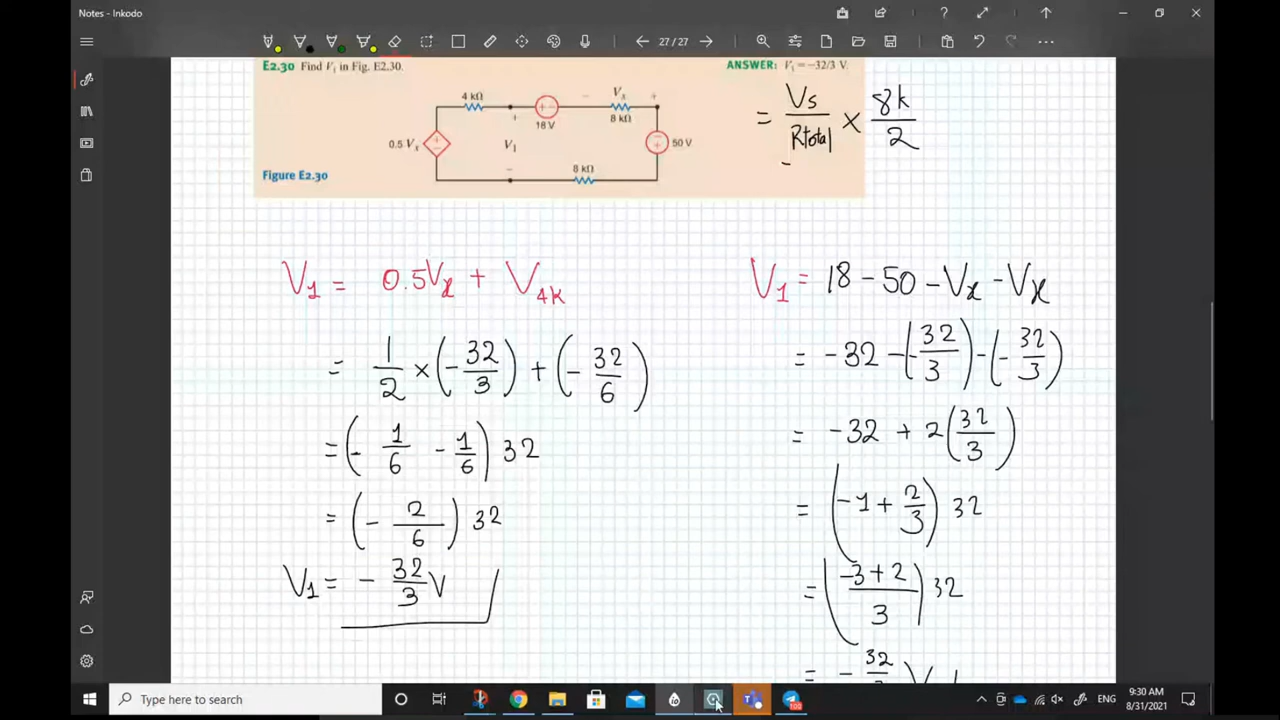 Notes - Inkodo
27/27
E2.30 Find V₁ in Fig. E2.30.
ANSWER: V₁ = −32/3 V.
4 kΩ
18 V
Vx
8 kΩ
0.5 Vx
V₁
50 V
8 kΩ
Figure E2.30
= Vs/Rtotal × 8k/2
V1 = 0.5Vx + V4k
= 1/2 × (-32/3) + (-32/6)
= (-1/6 - 1/6) 32
= (-2/6) 32
V1 = -32/3 V
V1 = 18 - 50 - Vx - Vx
= -32 - (-32/3) - (-32/3)
= -32 + 2(32/3)
= (-1 + 2/3) 32
= (-3+2/3) 32
= -32/
Type here to search
100
ENG
9:30 AM
8/31/2021